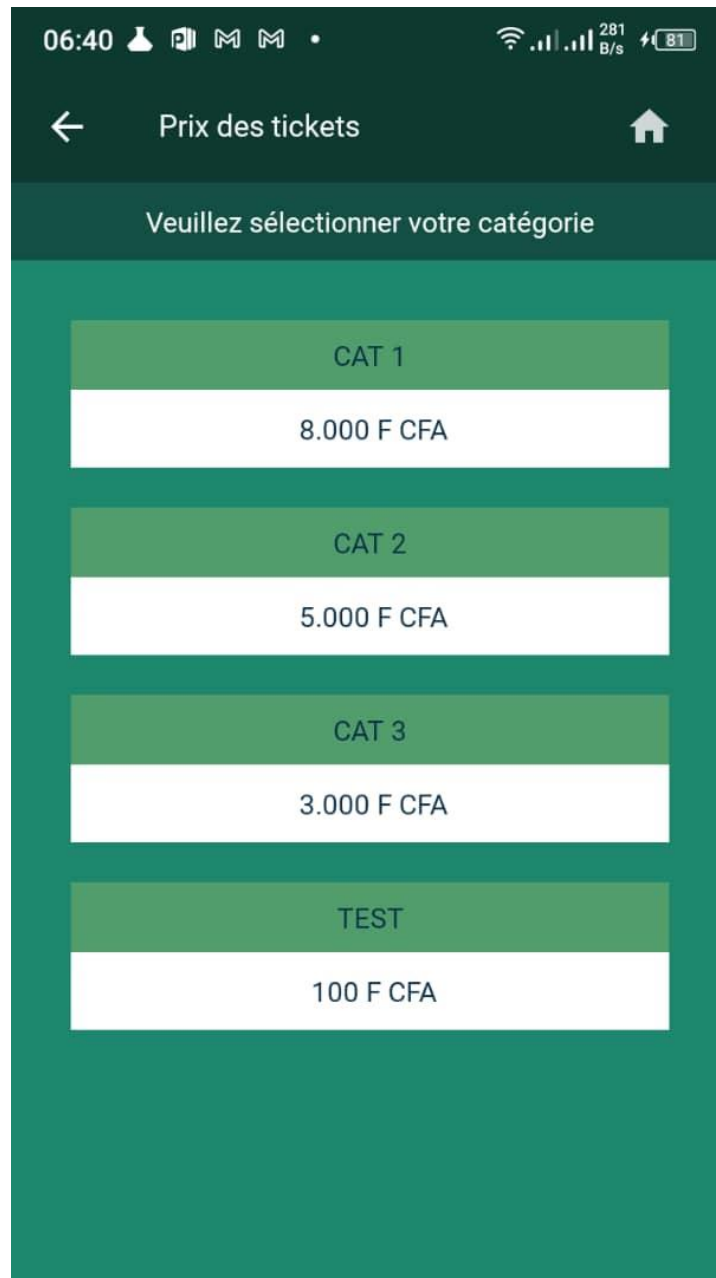 06:40
281
B/s
81
Prix des tickets
Veuillez sélectionner votre catégorie
CAT 1
8.000 F CFA
CAT 2
5.000 F CFA
CAT 3
3.000 F CFA
TEST
100 F CFA